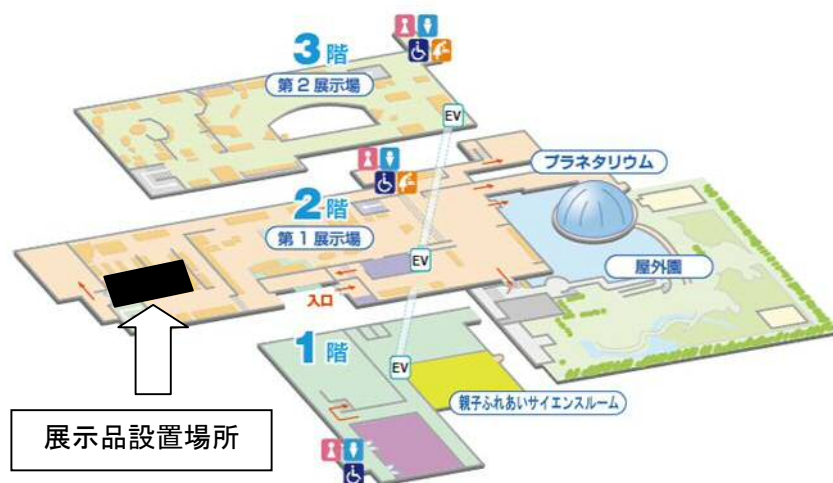 3階
第2展示場
EV
プラネタリウム
2階
第1展示場
EV
屋外園
入口
1階
EV
親子ふれあいサイエンスルーム
展示品設置場所